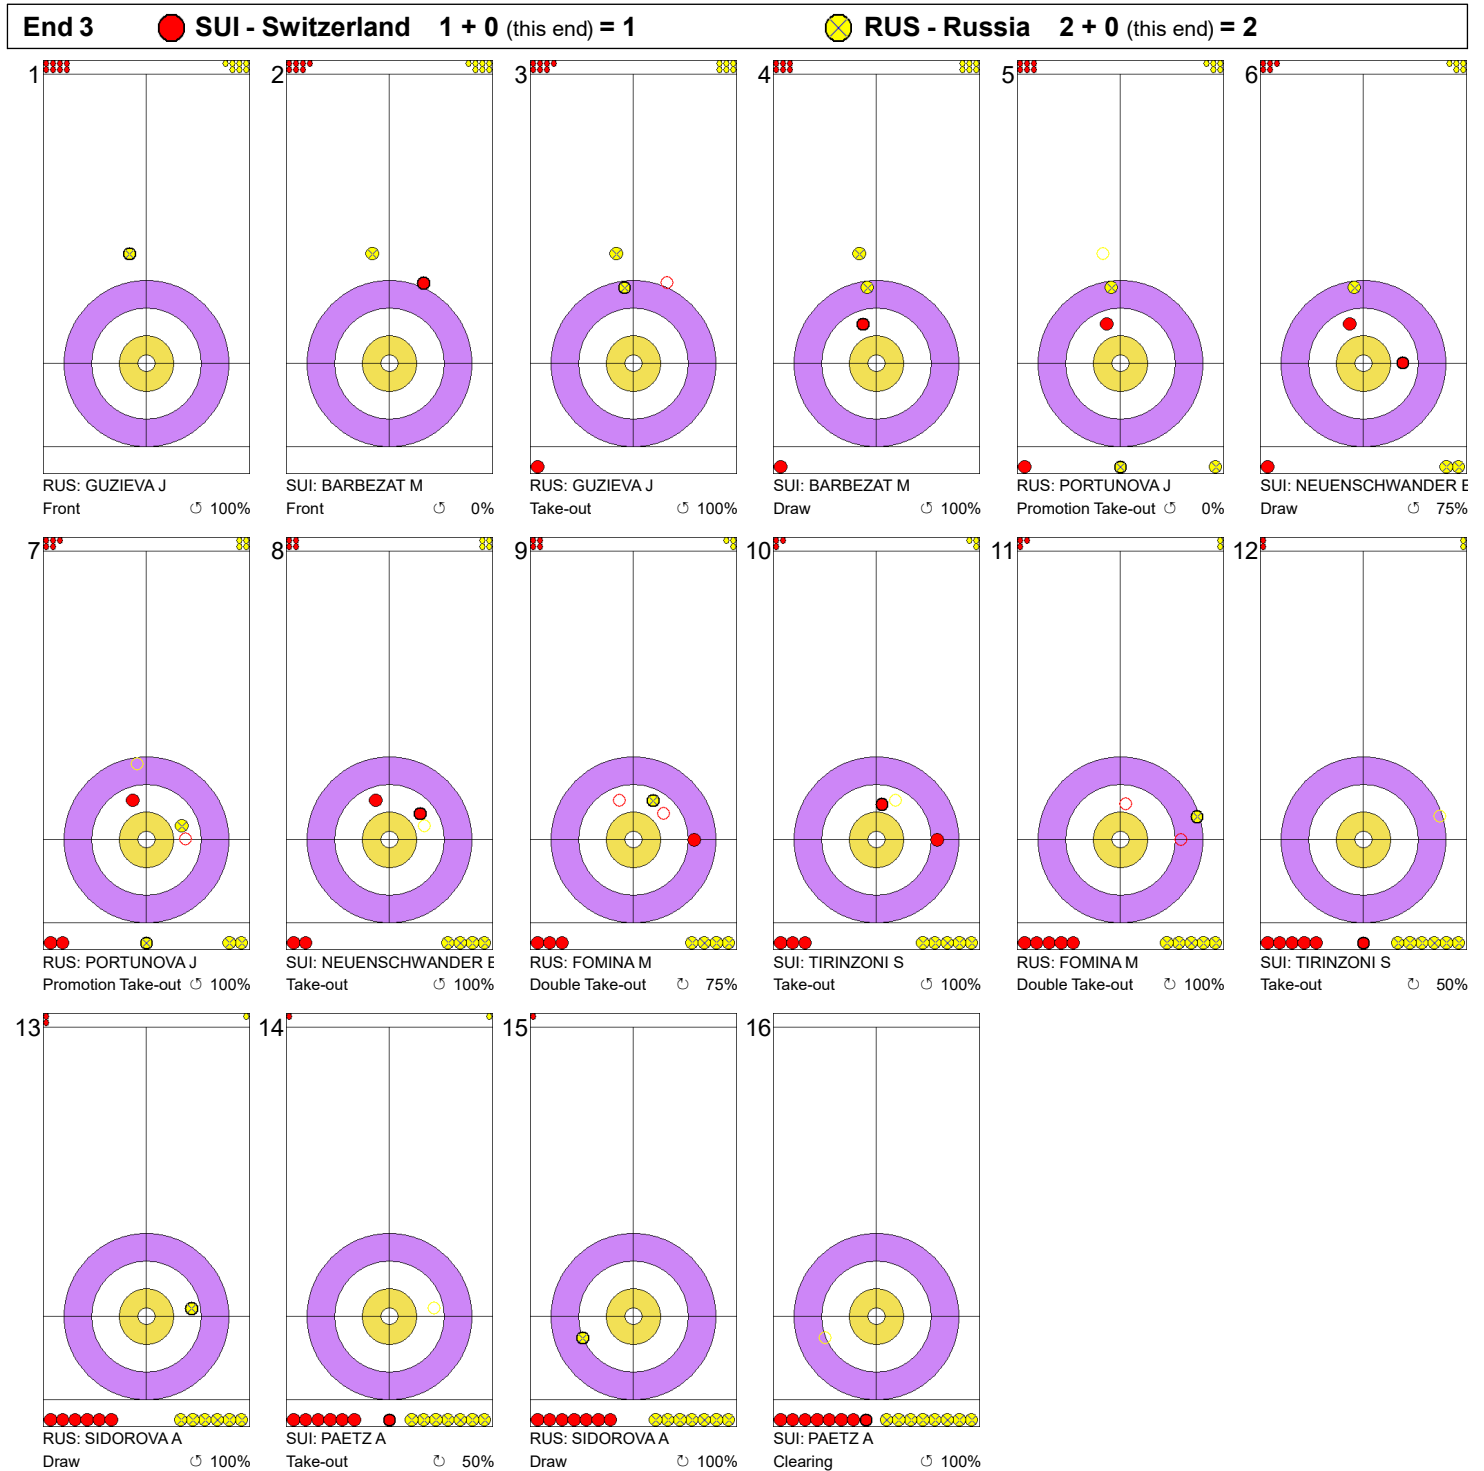 End 3 SUI - Switzerland 1 + 0 (this end) = 1 RUS - Russia 2 + 0 (this end) = 2
1 2 3 4 5 6
RUS: GUZIEVA J SUI: BARBEZAT M RUS: GUZIEVA J SUI: BARBEZAT M RUS: PORTUNOVA J SUI: NEUENSCHWANDER E
Front ↺ 100% Front ↺ 0% Take-out ↺ 100% Draw ↺ 100% Promotion Take-out ↺ 0% Draw ↺ 75%
7 8 9 10 11 12
RUS: PORTUNOVA J SUI: NEUENSCHWANDER E RUS: FOMINA M SUI: TIRINZONI S RUS: FOMINA M SUI: TIRINZONI S
Promotion Take-out ↺ 100% Take-out ↺ 100% Double Take-out ↻ 75% Take-out ↺ 100% Double Take-out ↻ 100% Take-out ↻ 50%
13 14 15 16
RUS: SIDOROVA A SUI: PAETZ A RUS: SIDOROVA A SUI: PAETZ A
Draw ↺ 100% Take-out ↻ 50% Draw ↻ 100% Clearing ↺ 100%